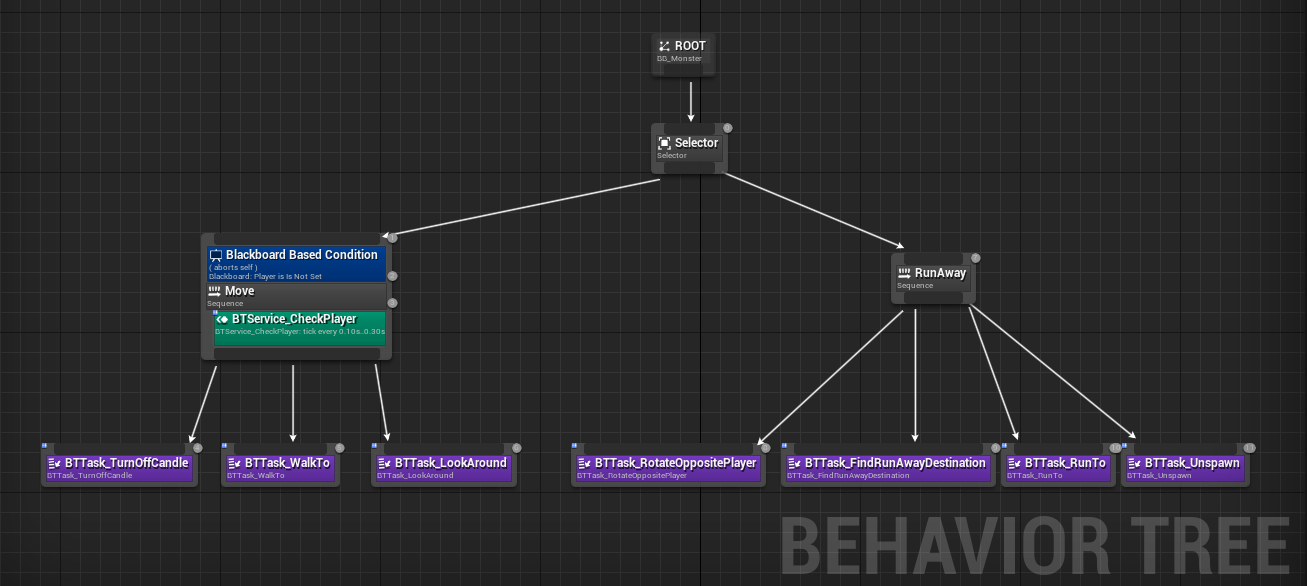 ROOT
BB_Monster
Selector
Selector
Blackboard Based Condition
( aborts self )
Blackboard: Player is Is Not Set
Move
Sequence
BTService_CheckPlayer
BTService_CheckPlayer: tick every 0.10s..0.30s
RunAway
Sequence
BTTask_TurnOffCandle
BTTask_TurnOffCandle
BTTask_WalkTo
BTTask_WalkTo
BTTask_LookAround
BTTask_LookAround
BTTask_RotateOppositePlayer
BTTask_RotateOppositePlayer
BTTask_FindRunAwayDestination
BTTask_FindRunAwayDestination
BTTask_RunTo
BTTask_RunTo
BTTask_Unspawn
BTTask_Unspawn
BEHAVIOR TREE